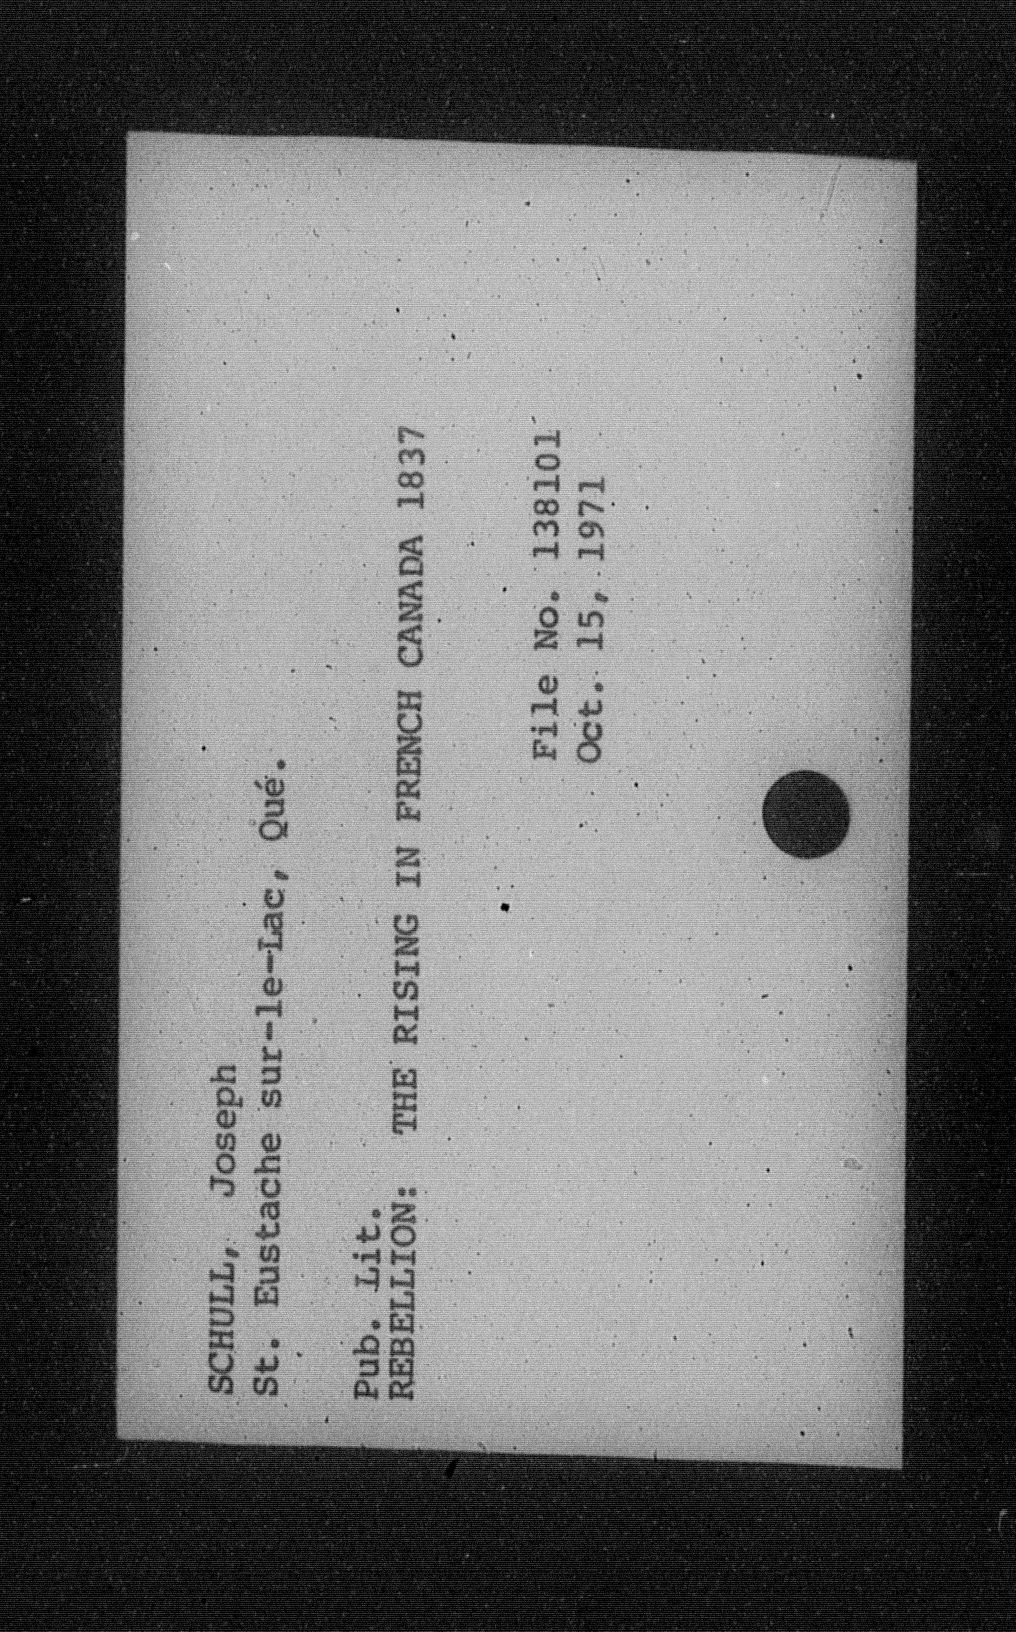 SCHULL, Joseph
St. Eustache sur-le-Lac, Qué.
Pub. Lit.
REBELLION: THE RISING IN FRENCH CANADA 1837
File No. 138101
Oct. 15, 1971